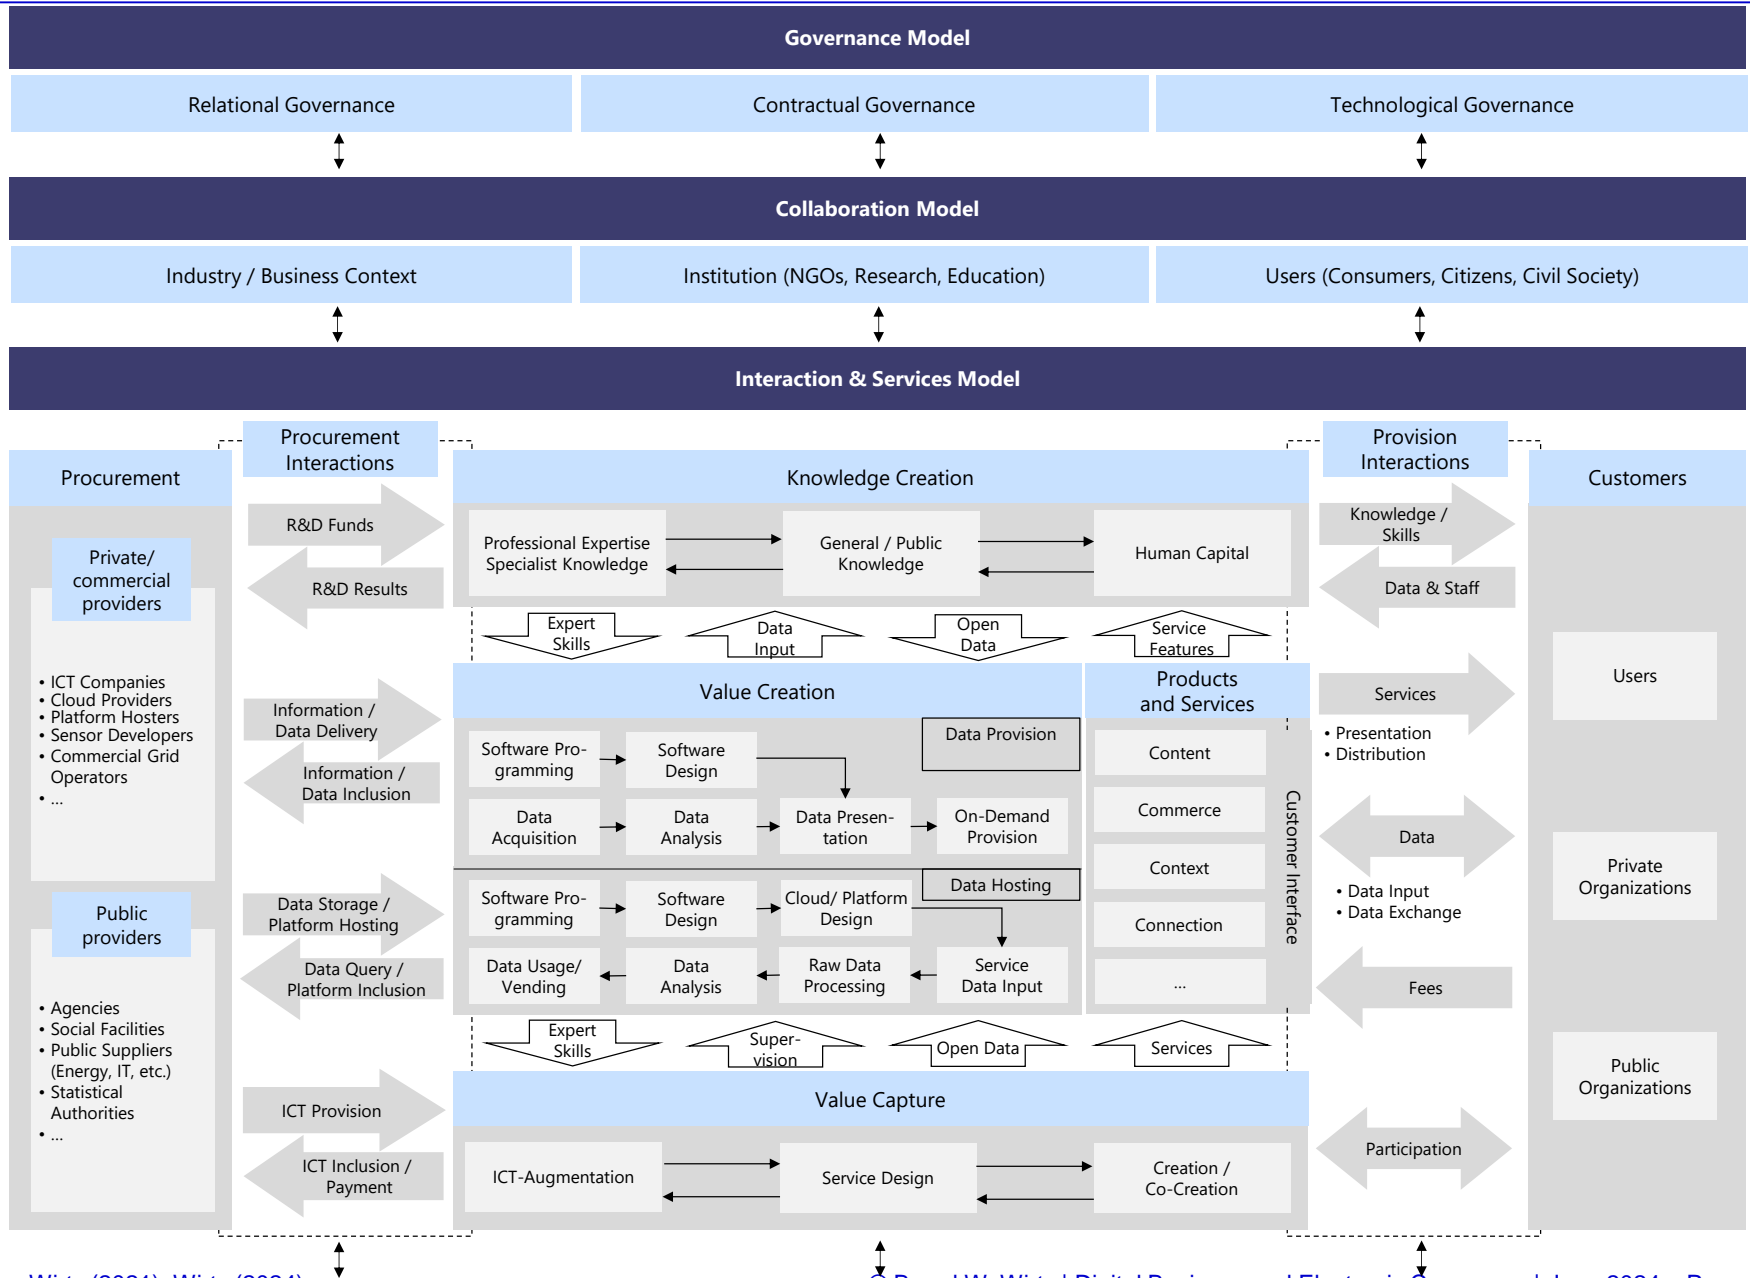 Governance Model
Relational Governance
Contractual Governance
Technological Governance
Collaboration Model
Industry / Business Context
Institution (NGOs, Research, Education)
Users (Consumers, Citizens, Civil Society)
Interaction & Services Model
Procurement
Private/
commercial
providers
• ICT Companies
• Cloud Providers
• Platform Hosters
• Sensor Developers
• Commercial Grid
Operators
• ...
Public
providers
• Agencies
• Social Facilities
• Public Suppliers
(Energy, IT, etc.)
• Statistical
Authorities
• ...
Procurement
Interactions
R&D Funds
R&D Results
Information /
Data Delivery
Information /
Data Inclusion
Data Storage /
Platform Hosting
Data Query /
Platform Inclusion
ICT Provision
ICT Inclusion /
Payment
Knowledge Creation
Professional Expertise
Specialist Knowledge
General / Public
Knowledge
Human Capital
Expert
Skills
Data
Input
Open
Data
Service
Features
Value Creation
Data Provision
Software Pro-
gramming
Software
Design
Data
Acquisition
Data
Analysis
Data Presen-
tation
On-Demand
Provision
Data Hosting
Software Pro-
gramming
Software
Design
Cloud/ Platform
Design
Data Usage/
Vending
Data
Analysis
Raw Data
Processing
Service
Data Input
Products
and Services
Content
Commerce
Context
Connection
...
Customer Interface
Expert
Skills
Super-
vision
Open Data
Services
Value Capture
ICT-Augmentation
Service Design
Creation /
Co-Creation
Provision
Interactions
Knowledge /
Skills
Data & Staff
Services
• Presentation
• Distribution
Data
• Data Input
• Data Exchange
Fees
Participation
Customers
Users
Private
Organizations
Public
Organizations